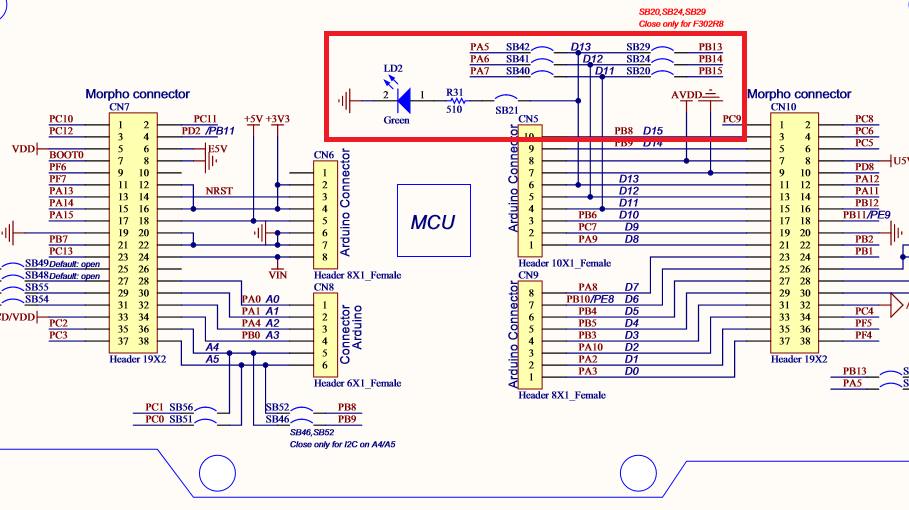 SB20,SB24,SB29
Close only for F302R8
PA5 SB42 D13 SB29 PB13
PA6 SB41 D12 SB24 PB14
PA7 SB40 D11 SB20 PB15
LD2
2 1 R31
510
SB21
Green
AVDD
Morpho connector
CN7
PC10 1 2 PC11
PC12 3 4 PD2 /PB11
VDD 5 6 E5V
BOOT0 7 8
PF6 9 10
PF7 11 12
PA13 13 14 NRST
PA14 15 16
PA15 17 18
19 20
PB7 21 22
PC13 23 24
SB49 Default: open 25 26
SB48 Default: open 27 28
SB55 29 30
SB54 31 32
D/VDD 33 34
PC2 35 36
PC3 37 38
Header 19X2
+5V +3V3
CN6
1
2
3
4
5
6
7
8
Arduino Connector
Header 8X1_Female
VIN
CN8
PA0 A0 1
PA1 A1 2
PA4 A2 3
PB0 A3 4
A4 5
A5 6
Connector
Arduino
Header 6X1_Female
PC1 SB56 SB52 PB8
PC0 SB51 SB46 PB9
SB46,SB52
Close only for I2C on A4/A5
MCU
CN5
10 PB8 D15
9 PB9 D14
8
7
6 D13
5 D12
4 D11
3 PB6 D10
2 PC7 D9
1 PA9 D8
Arduino Connector
Header 10X1_Female
CN9
8 PA8 D7
7 PB10/PE8 D6
6 PB4 D5
5 PB5 D4
4 PB3 D3
3 PA10 D2
2 PA2 D1
1 PA3 D0
Arduino Connector
Header 8X1_Female
Morpho connector
CN10
PC9 1 2 PC8
3 4 PC6
5 6 PC5
7 8 U5V
9 10 PD8
11 12 PA12
13 14 PA11
15 16 PB12
17 18 PB11/PE9
19 20
21 22 PB2
23 24 PB1
25 26
27 28
29 30
31 32
33 34 PC4
35 36 PF5
37 38 PF4
Header 19X2
PB13
PA5